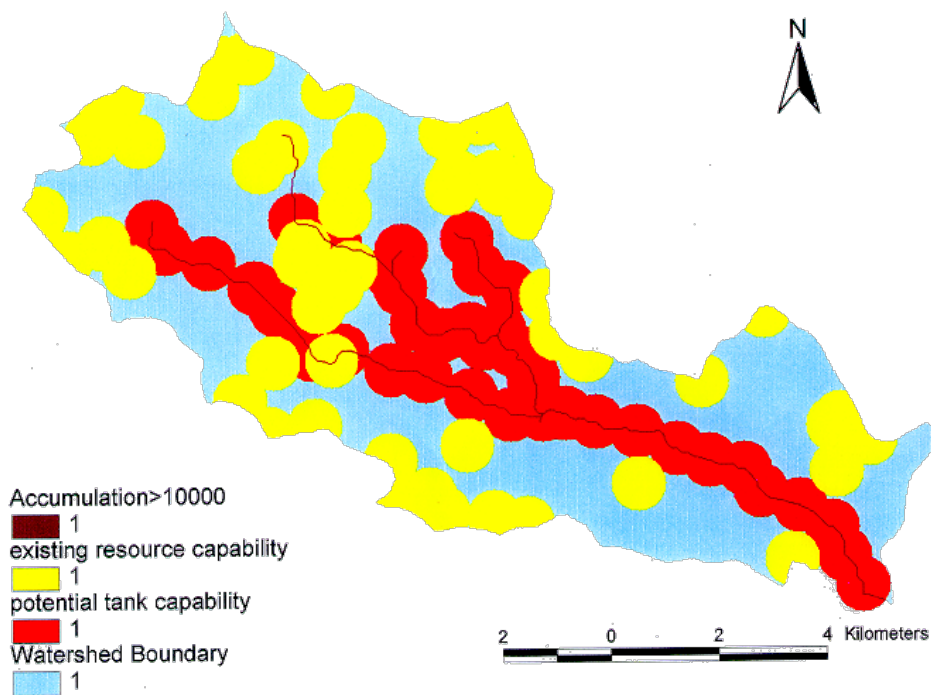 N
Accumulation>10000
1
existing resource capability
1
potential tank capability
1
Watershed Boundary
1
2 0 2 4 Kilometers